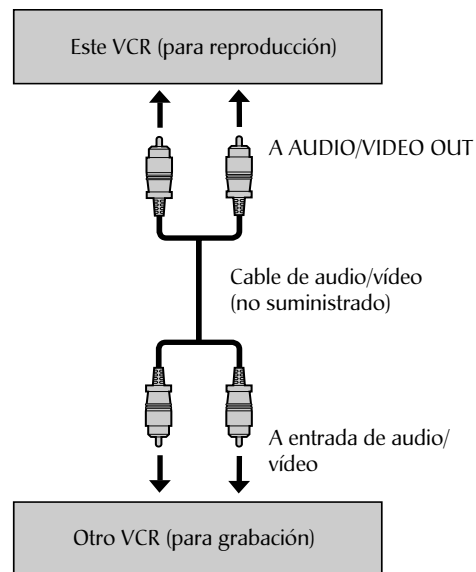 Este VCR (para reproducción)
A AUDIO/VIDEO OUT
Cable de audio/vídeo
(no suministrado)
A entrada de audio/
vídeo
Otro VCR (para grabación)